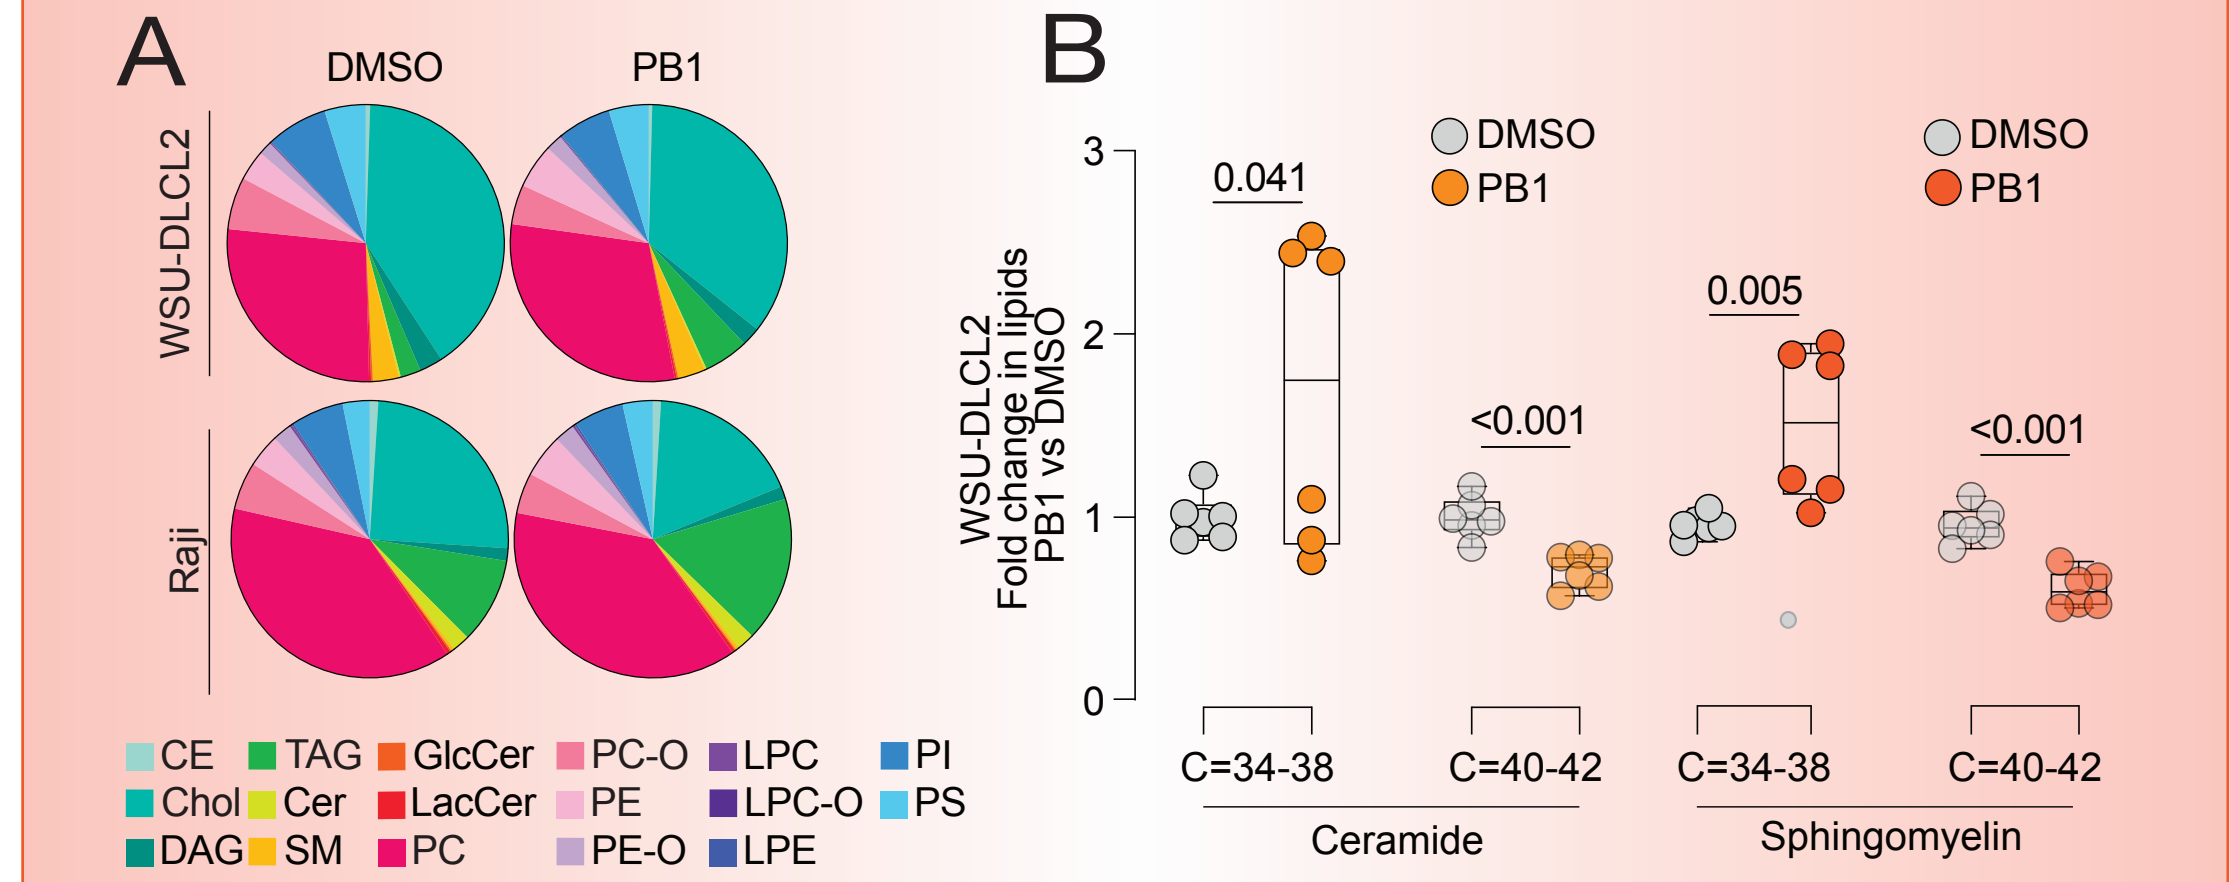 A
DMSO
PB1
WSU-DLCL2
Raji
CE
TAG
GlcCer
PC-O
LPC
PI
Chol
Cer
LacCer
PE
LPC-O
PS
DAG
SM
PC
PE-O
LPE
B
WSU-DLCL2
Fold change in lipids
PB1 vs DMSO
3
2
1
0
DMSO
PB1
DMSO
PB1
0.041
<0.001
0.005
<0.001
C=34-38
C=40-42
C=34-38
C=40-42
Ceramide
Sphingomyelin